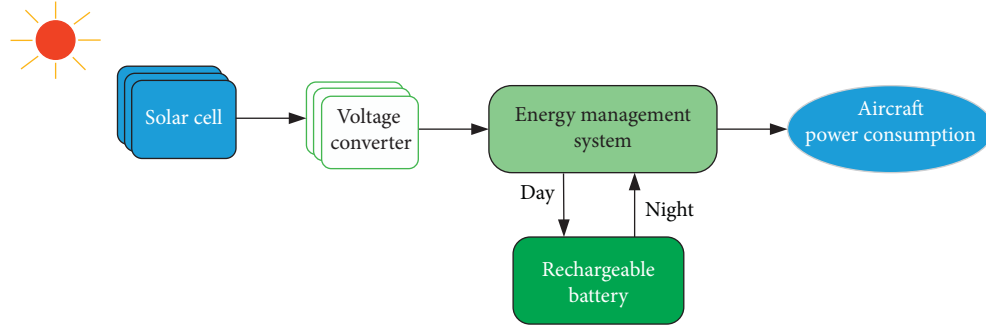 Solar cell
Voltage
converter
Energy management
system
Aircraft
power consumption
Day
Night
Rechargeable
battery